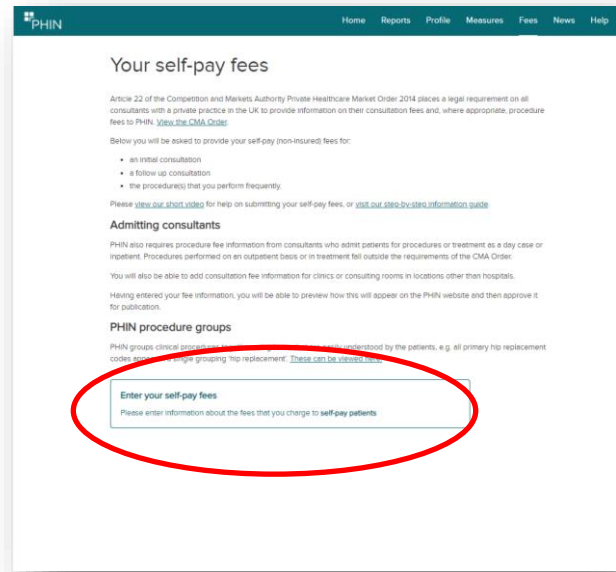 PHIN
Home Reports Profile Measures Fees News Help
Your self-pay fees
Article 22 of the Competition and Markets Authority Private Healthcare Market Order 2014 places a legal requirement on all
consultants with a private practice in the UK to provide information on their consultation fees and, where appropriate, procedure
fees to PHIN. View the CMA Order.
Below you will be asked to provide your self-pay (non-insured) fees for:
• an initial consultation
• a follow up consultation
• the procedure(s) that you perform frequently.
Please view our short video for help on submitting your self-pay fees, or visit our step-by-step information guide
Admitting consultants
PHIN also requires procedure fee information from consultants who admit patients for procedures or treatment as a day case or
inpatient. Procedures performed on an outpatient basis or in treatment fall outside the requirements of the CMA Order.
You will also be able to add consultation fee information for clinics or consulting rooms in locations other than hospitals.
Having entered your fee information, you will be able to preview how this will appear on the PHIN website and then approve it
for publication.
PHIN procedure groups
PHIN groups clinical procedures easily understood by the patients, e.g. all primary hip replacement
codes single grouping 'hip replacement'. These can be viewed here.
Enter your self-pay fees
Please enter information about the fees that you charge to self-pay patients